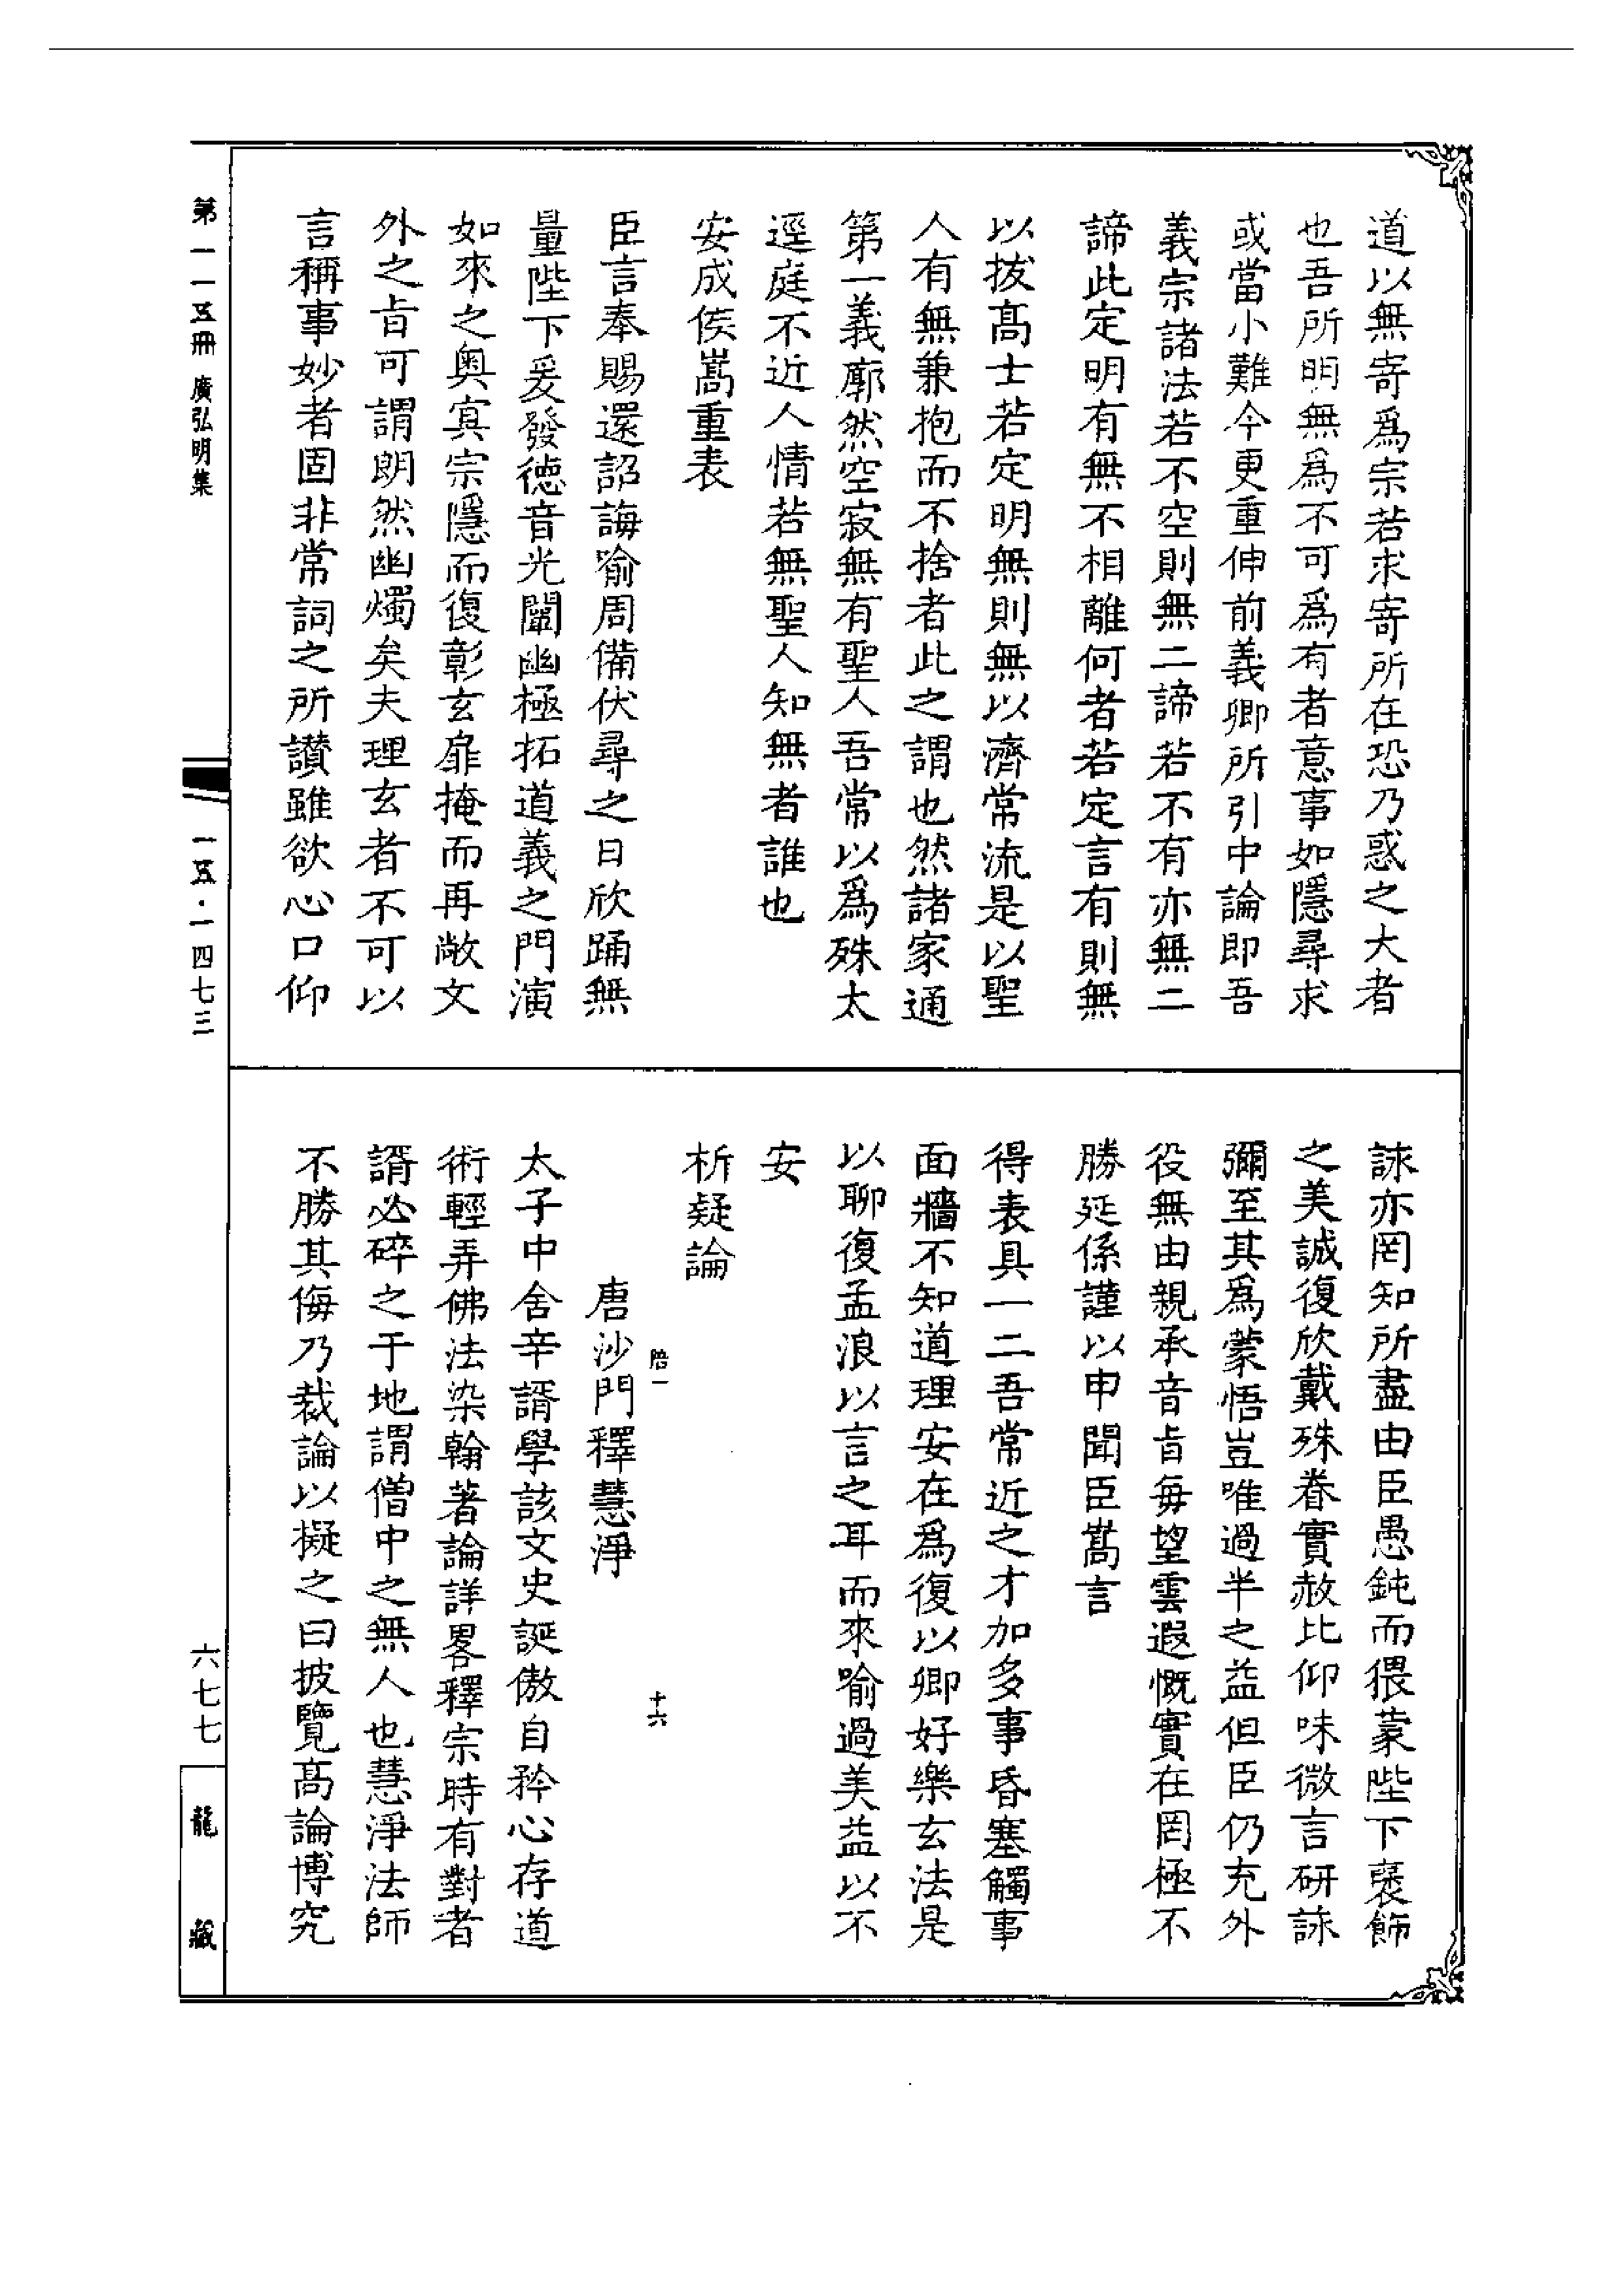 道以無寄爲宗若求寄所在恐乃惑之大者
也吾所明無爲不可爲有者意事如隱尋求
或當小難今更重伸前義卿所引中論即吾
義宗諸法若不空則無二諦若不有亦無二
諦此定明有無不相離何者若定言有則無
以拔髙士若定明無則無以濟常流是以聖
人有無兼抱而不捨者此之謂也然諸家通
第一義廓然空寂無有聖人吾常以爲殊太
逕庭不近人情若無聖人知無者誰也
安成侯嵩重表
臣言奉賜還詔誨喻周備伏尋之日欣踊無
量陛下爰發德音光闡幽極拓道義之門演
如來之奧冥宗隱而復彰玄扉掩而再敞文
外之旨可謂朗然幽燭矣夫理玄者不可以
言稱事妙者固非常詞之所讃雖欲心口仰
詠亦罔知所盡由臣愚鈍而猥蒙陛下襃飾
之美誠復欣戴殊眷實赧比仰味微言研詠
彌至其爲蒙悟豈唯過半之益但臣仍充外
役無由親承音旨每望雲遐慨實在罔極不
勝延係謹以申聞臣嵩言
得表具一二吾常近之才加多事昏塞觸事
面牆不知道理安在爲復以卿好樂玄法是
以聊復孟浪以言之耳而來喻過美益以不
安
析疑論
陪一 十六
唐沙門釋慧淨
太子中舍辛諝學該文史誕傲自矜心存道
術輕弄佛法染翰著論詳畧釋宗時有對者
諝必碎之于地謂僧中之無人也慧淨法師
不勝其侮乃裁論以擬之曰披覽髙論博究
第一一五冊 廣弘明集
一五·一四七三
六七七
龍藏